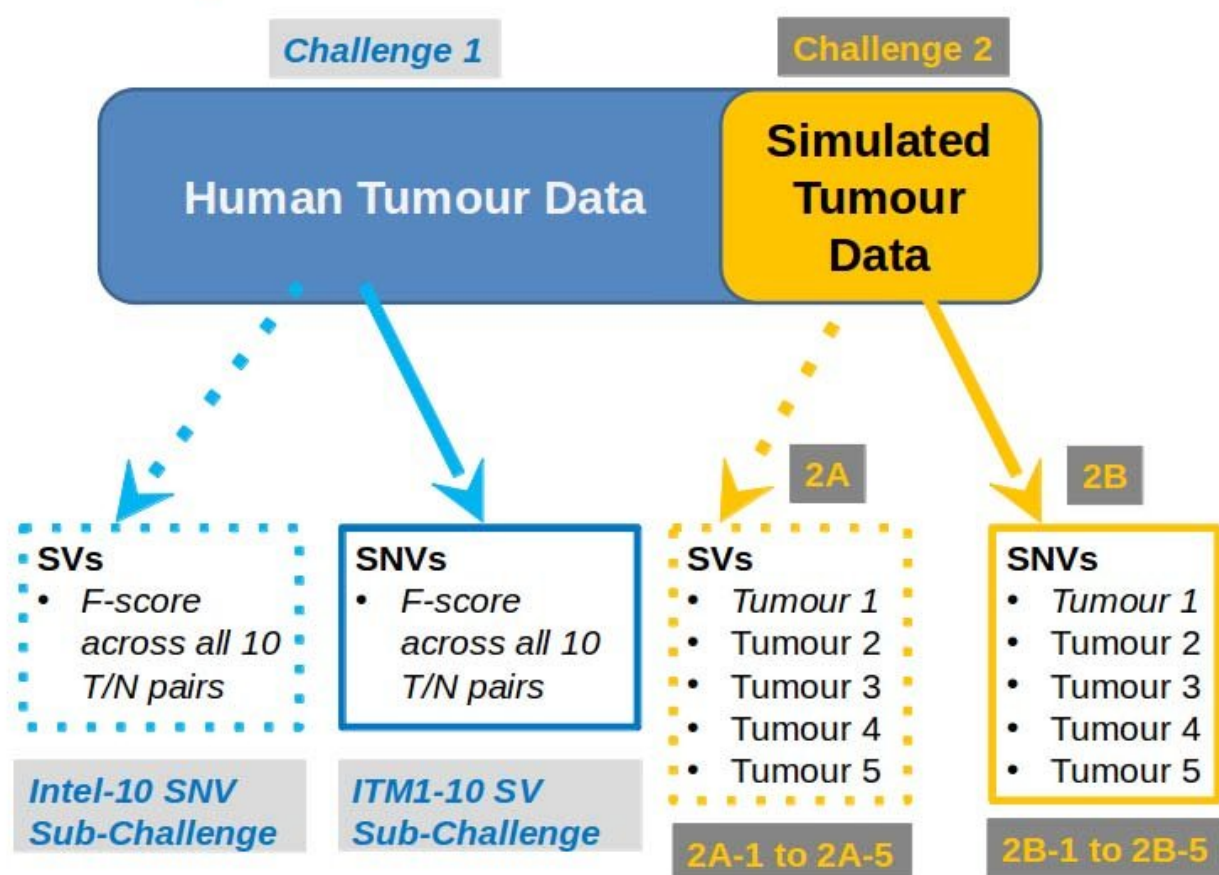 Challenge 1
Challenge 2
Human Tumour Data
Simulated
Tumour
Data
2A
2B
SVs
• F-score
across all 10
T/N pairs
SNVs
• F-score
across all 10
T/N pairs
SVs
• Tumour 1
• Tumour 2
• Tumour 3
• Tumour 4
• Tumour 5
SNVs
• Tumour 1
• Tumour 2
• Tumour 3
• Tumour 4
• Tumour 5
Intel-10 SNV
Sub-Challenge
ITM1-10 SV
Sub-Challenge
2A-1 to 2A-5
2B-1 to 2B-5